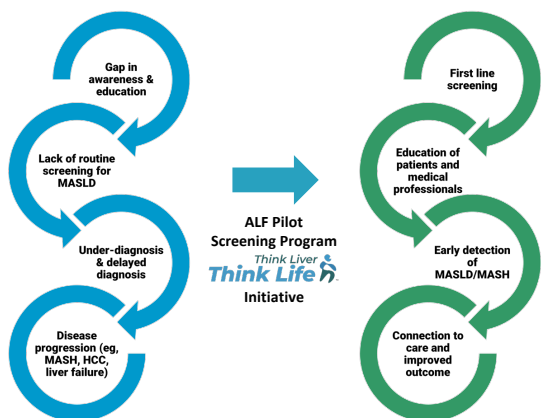 Gap in
awareness &
education
Lack of routine
screening for
MASLD
Under-diagnosis
& delayed
diagnosis
Disease
progression (eg,
MASH, HCC,
liver failure)
ALF Pilot
Screening Program
Think Liver
Think Life
Initiative
First line
screening
Education of
patients and
medical
professionals
Early detection
of
MASLD/MASH
Connection to
care and
improved
outcome